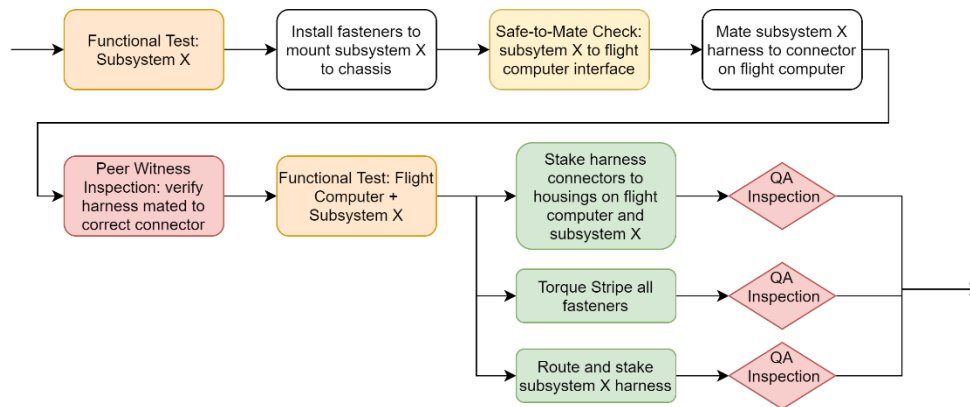 Functional Test:
Subsystem X
Install fasteners to
mount subsystem X
to chassis
Safe-to-Mate Check:
subsytem X to flight
computer interface
Mate subsystem X
harness to connector
on flight computer
Peer Witness
Inspection: verify
harness mated to
correct connector
Functional Test: Flight
Computer +
Subsystem X
Stake harness
connectors to
housings on flight
computer and
subsystem X
QA
Inspection
Torque Stripe all
fasteners
QA
Inspection
Route and stake
subsystem X harness
QA
Inspection